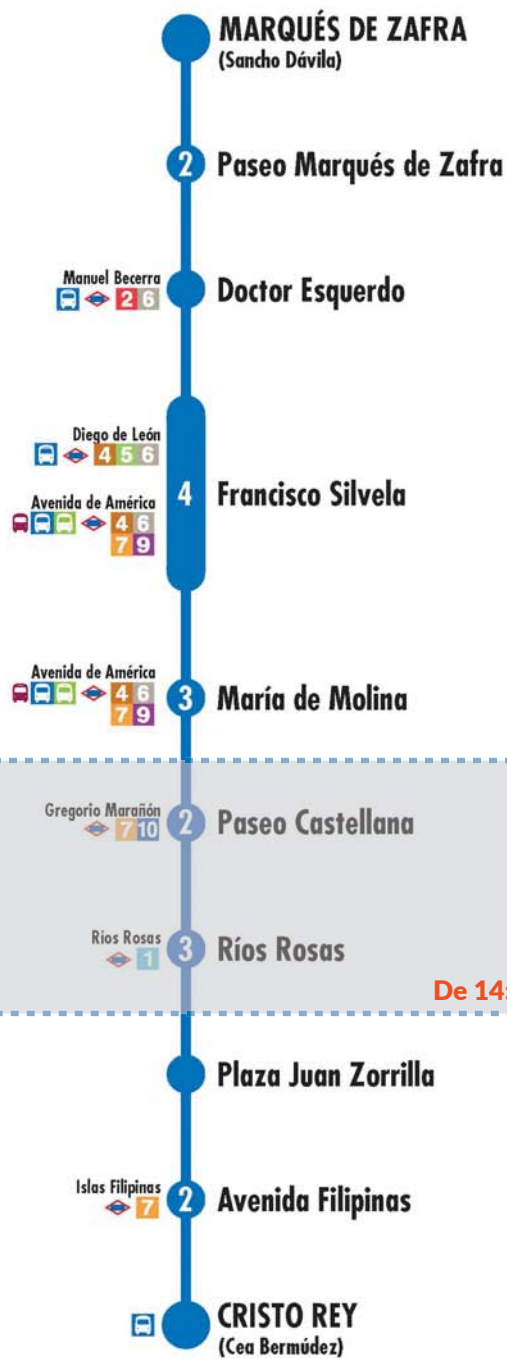 MARQUÉS DE ZAFRA
(Sancho Dávila)
2 Paseo Marqués de Zafra
Manuel Becerra
2 6
Doctor Esquerdo
Diego de León
4 5 6
Avenida de América
4 6
7 9
4 Francisco Silvela
Avenida de América
4 6
7 9
3 María de Molina
Gregorio Marañón
7 10
2 Paseo Castellana
Ríos Rosas
1
3 Ríos Rosas
De 14:
Plaza Juan Zorrilla
Islas Filipinas
7
2 Avenida Filipinas
CRISTO REY
(Cea Bermúdez)